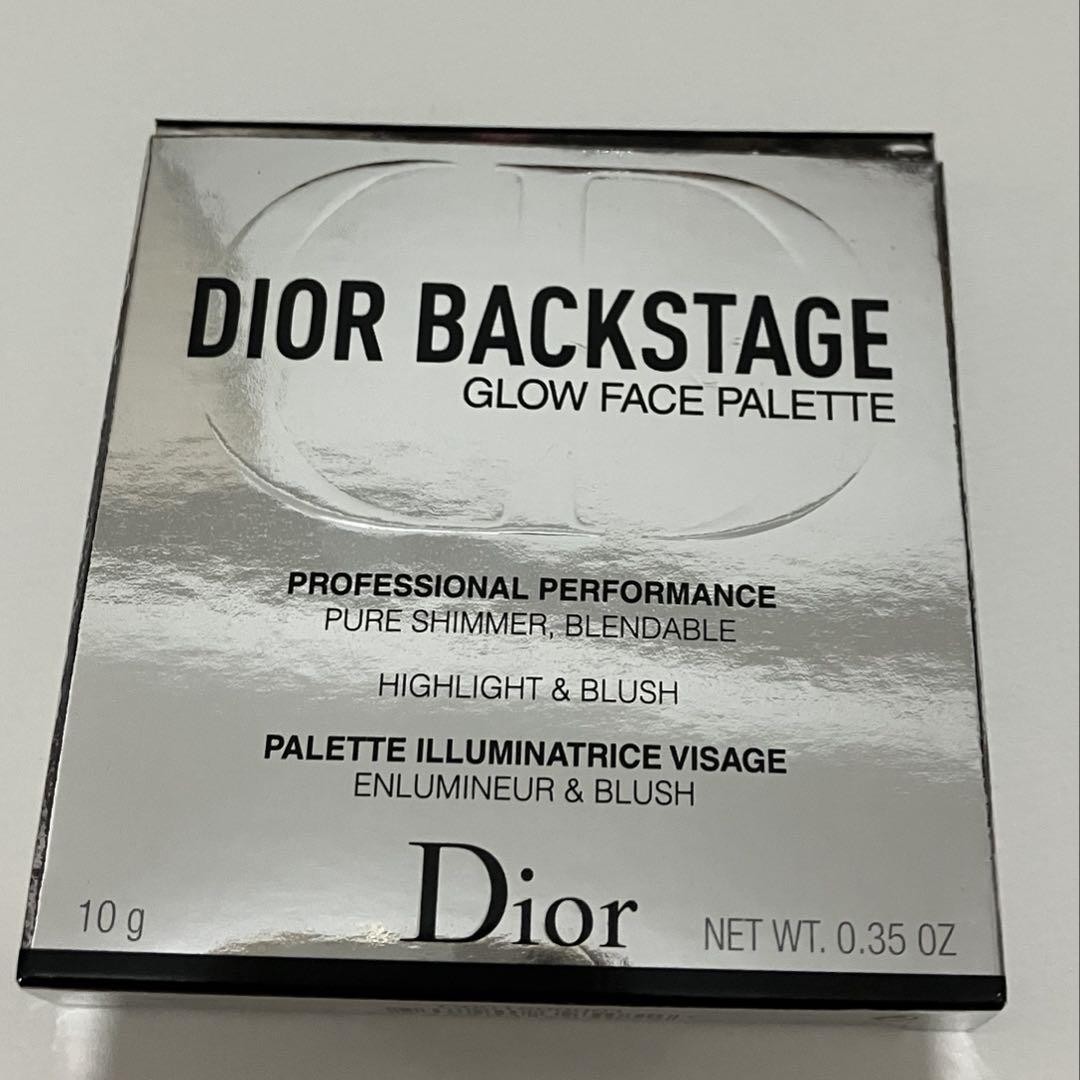 DIOR BACKSTAGE
GLOW FACE PALETTE
PROFESSIONAL PERFORMANCE
PURE SHIMMER, BLENDABLE
HIGHLIGHT & BLUSH
PALETTE ILLUMINATRICE VISAGE
ENLUMINEUR & BLUSH
Dior
10 g
NET WT. 0.35 OZ